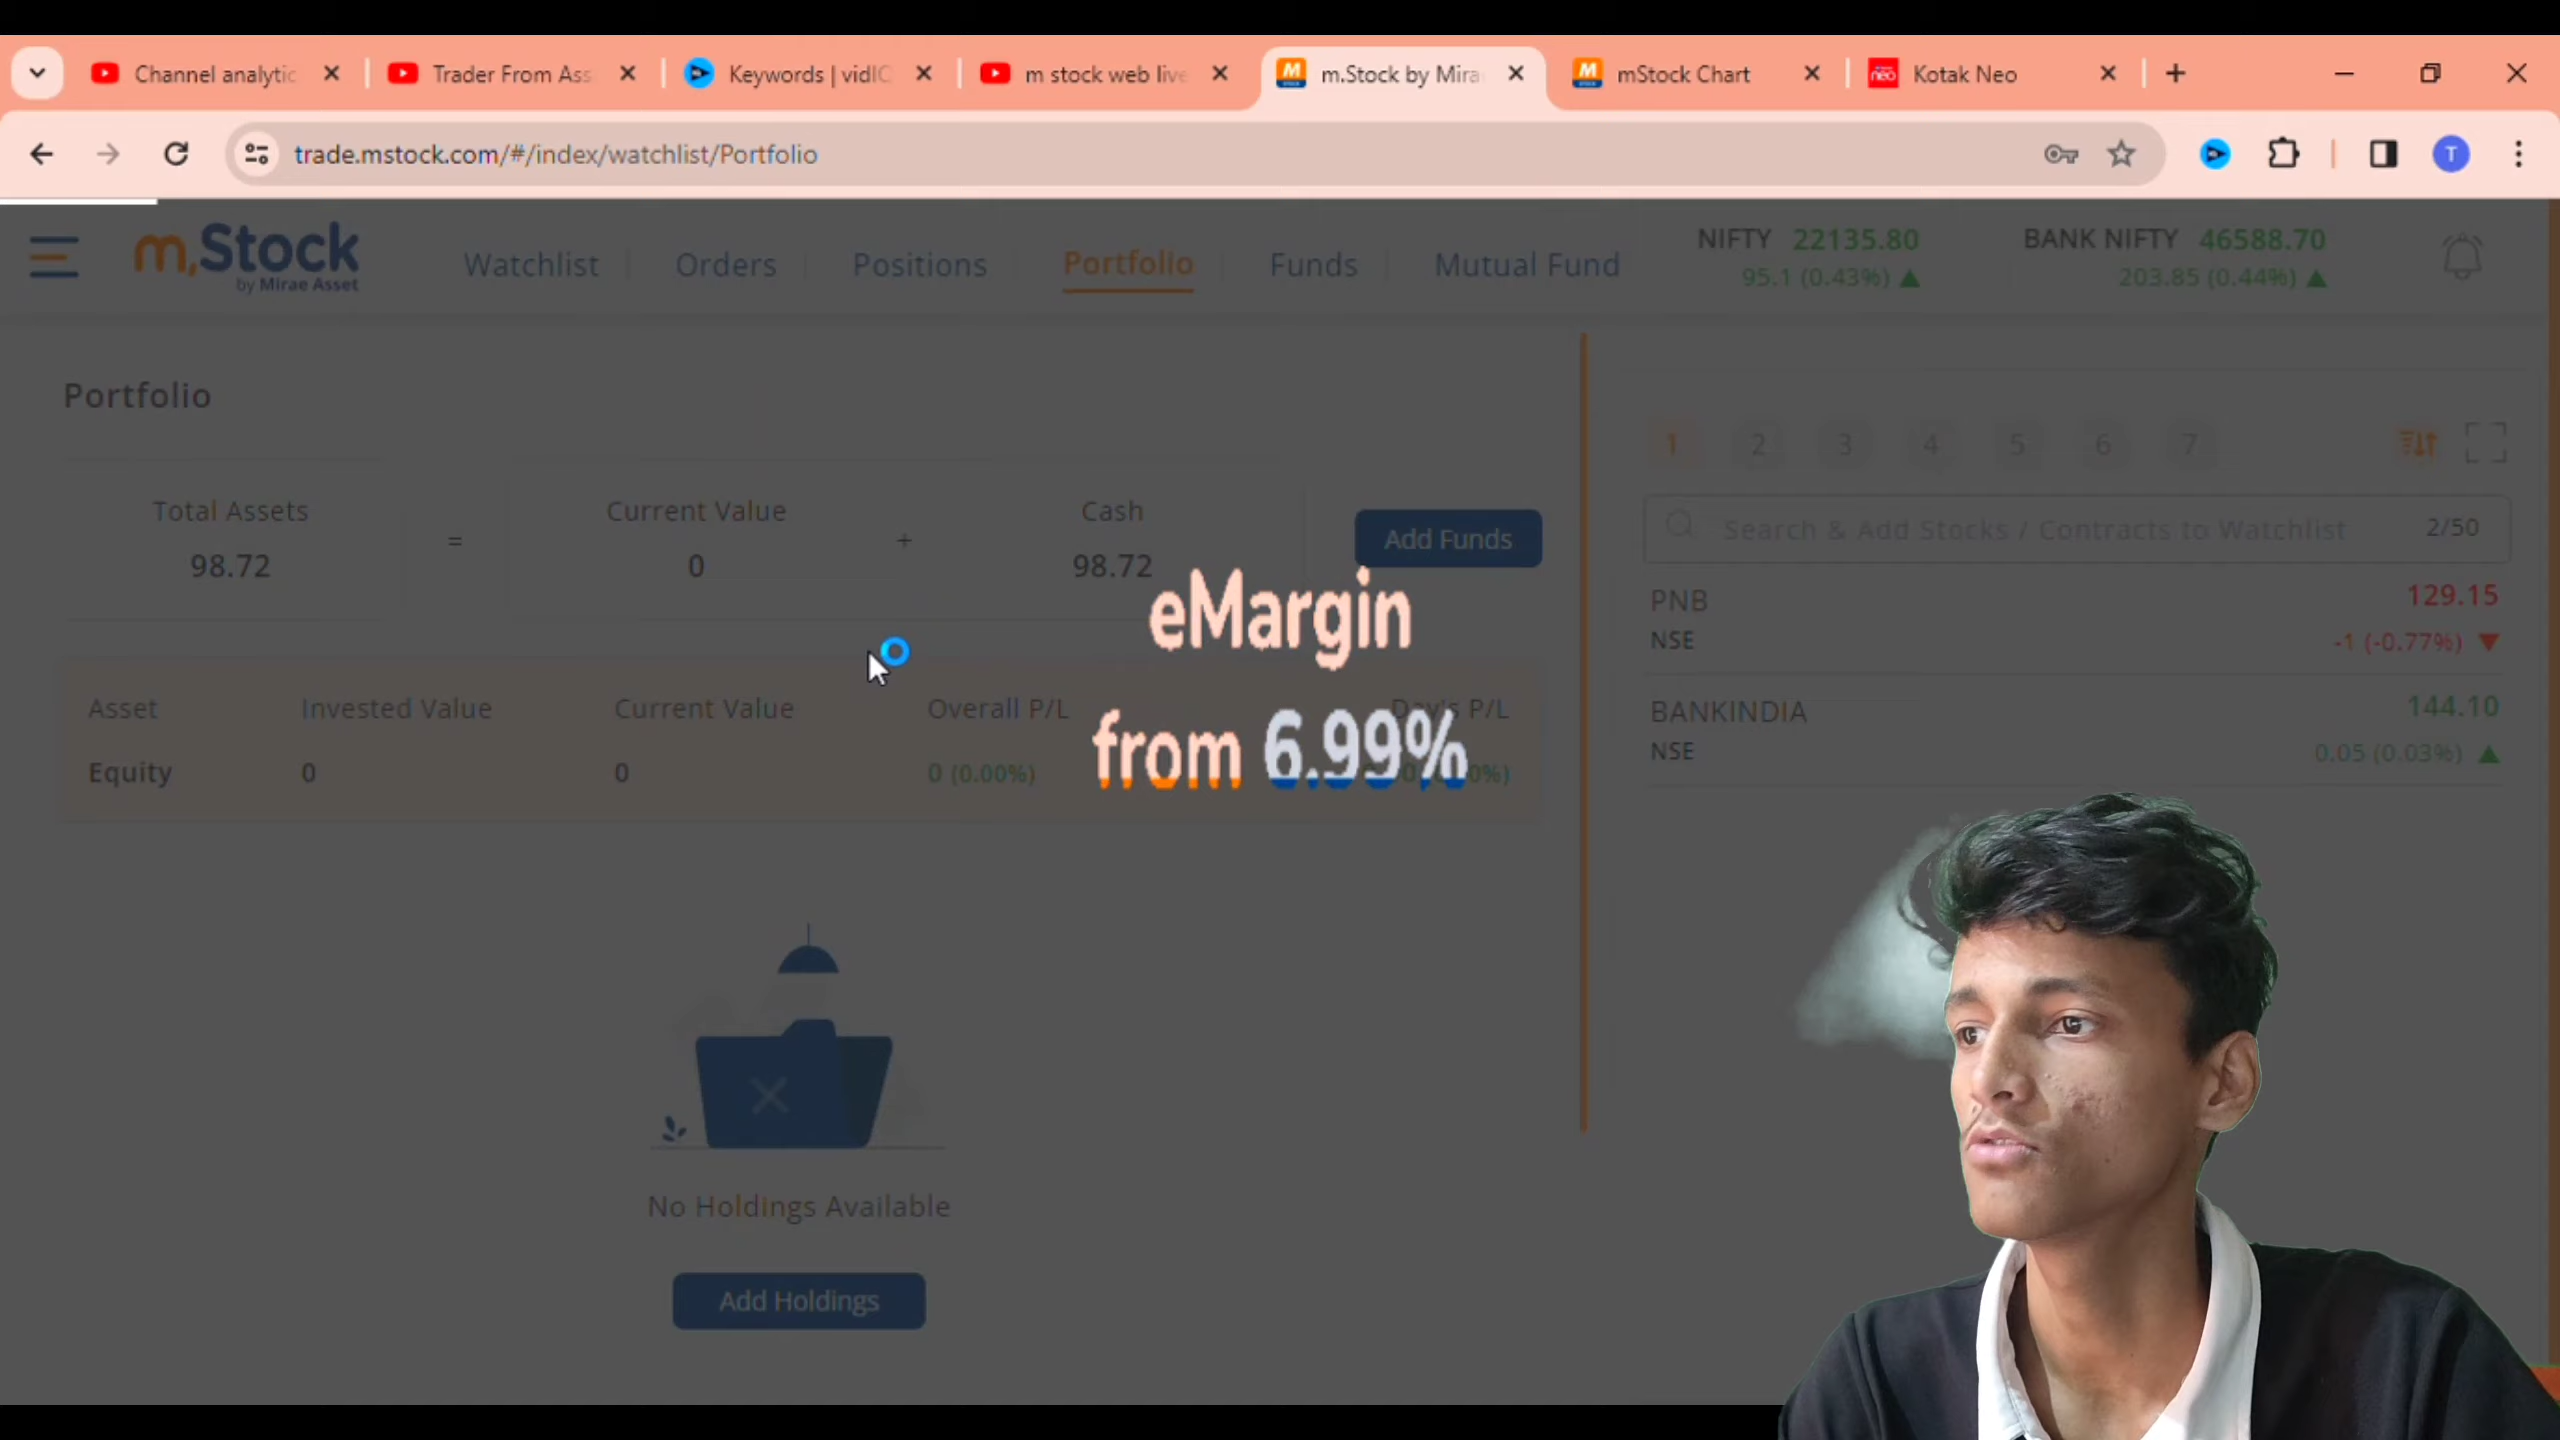 Channel analytic
Trader From Ass
Keywords | vidIC
m stock web live
m.Stock by Mira
mStock Chart
neo Kotak Neo
trade.mstock.com/#/index/watchlist/Portfolio
T
m.Stock
by Mirae Asset
Watchlist
Orders
Positions
Portfolio
Funds
Mutual Fund
NIFTY 22135.80
95.1 (0.43%)
BANK NIFTY 46588.70
203.85 (0.44%)
Portfolio
Total Assets
98.72
=
Current Value
0
+
Cash
98.72
Add Funds
eMargin
from 6.99%
Asset Invested Value Current Value Overall P/L Day's P/L
Equity 0 0 0 (0.00%)
No Holdings Available
Add Holdings
1 2 3 4 5 6 7
Search & Add Stocks / Contracts to Watchlist 2/50
PNB 129.15
NSE -1 (-0.77%)
BANKINDIA 144.10
NSE 0.05 (0.03%)